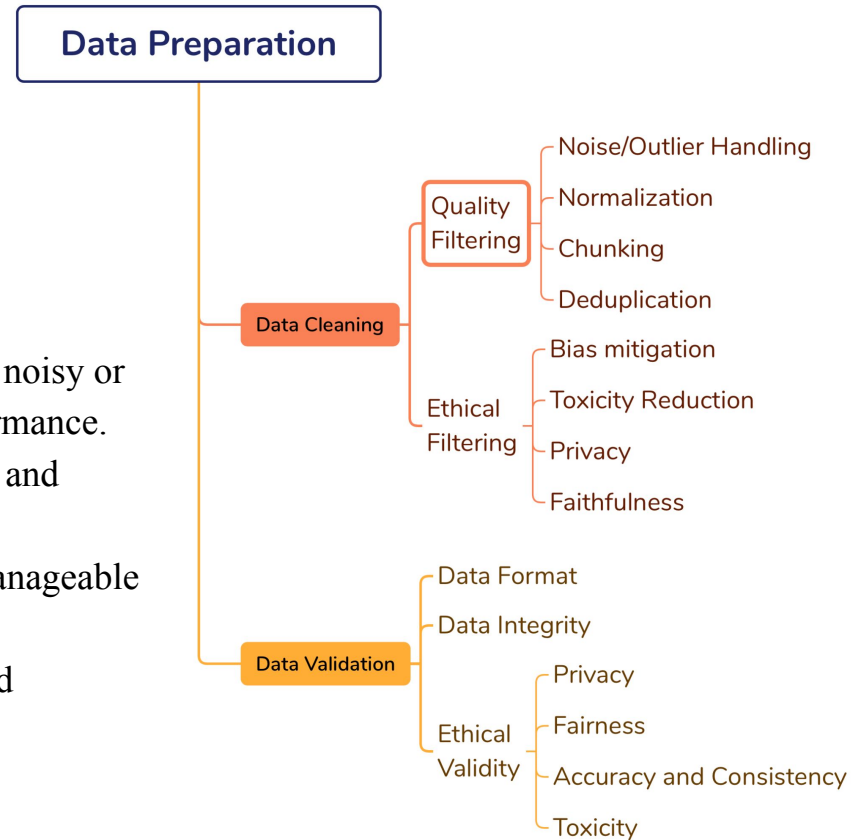 Data Preparation
noisy or
rmance.
and
anageable
d
Data Cleaning
Quality
Filtering
Noise/Outlier Handling
Normalization
Chunking
Deduplication
Ethical
Filtering
Bias mitigation
Toxicity Reduction
Privacy
Faithfulness
Data Validation
Data Format
Data Integrity
Ethical
Validity
Privacy
Fairness
Accuracy and Consistency
Toxicity